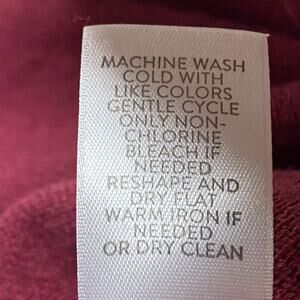 MACHINE WASH
COLD WITH
LIKE COLORS
GENTLE CYCLE
ONLY NON-
CHLORINE
BLEACH IF
NEEDED
RESHAPE AND
DRY FLAT
WARM IRON IF
NEEDED
OR DRY CLEAN